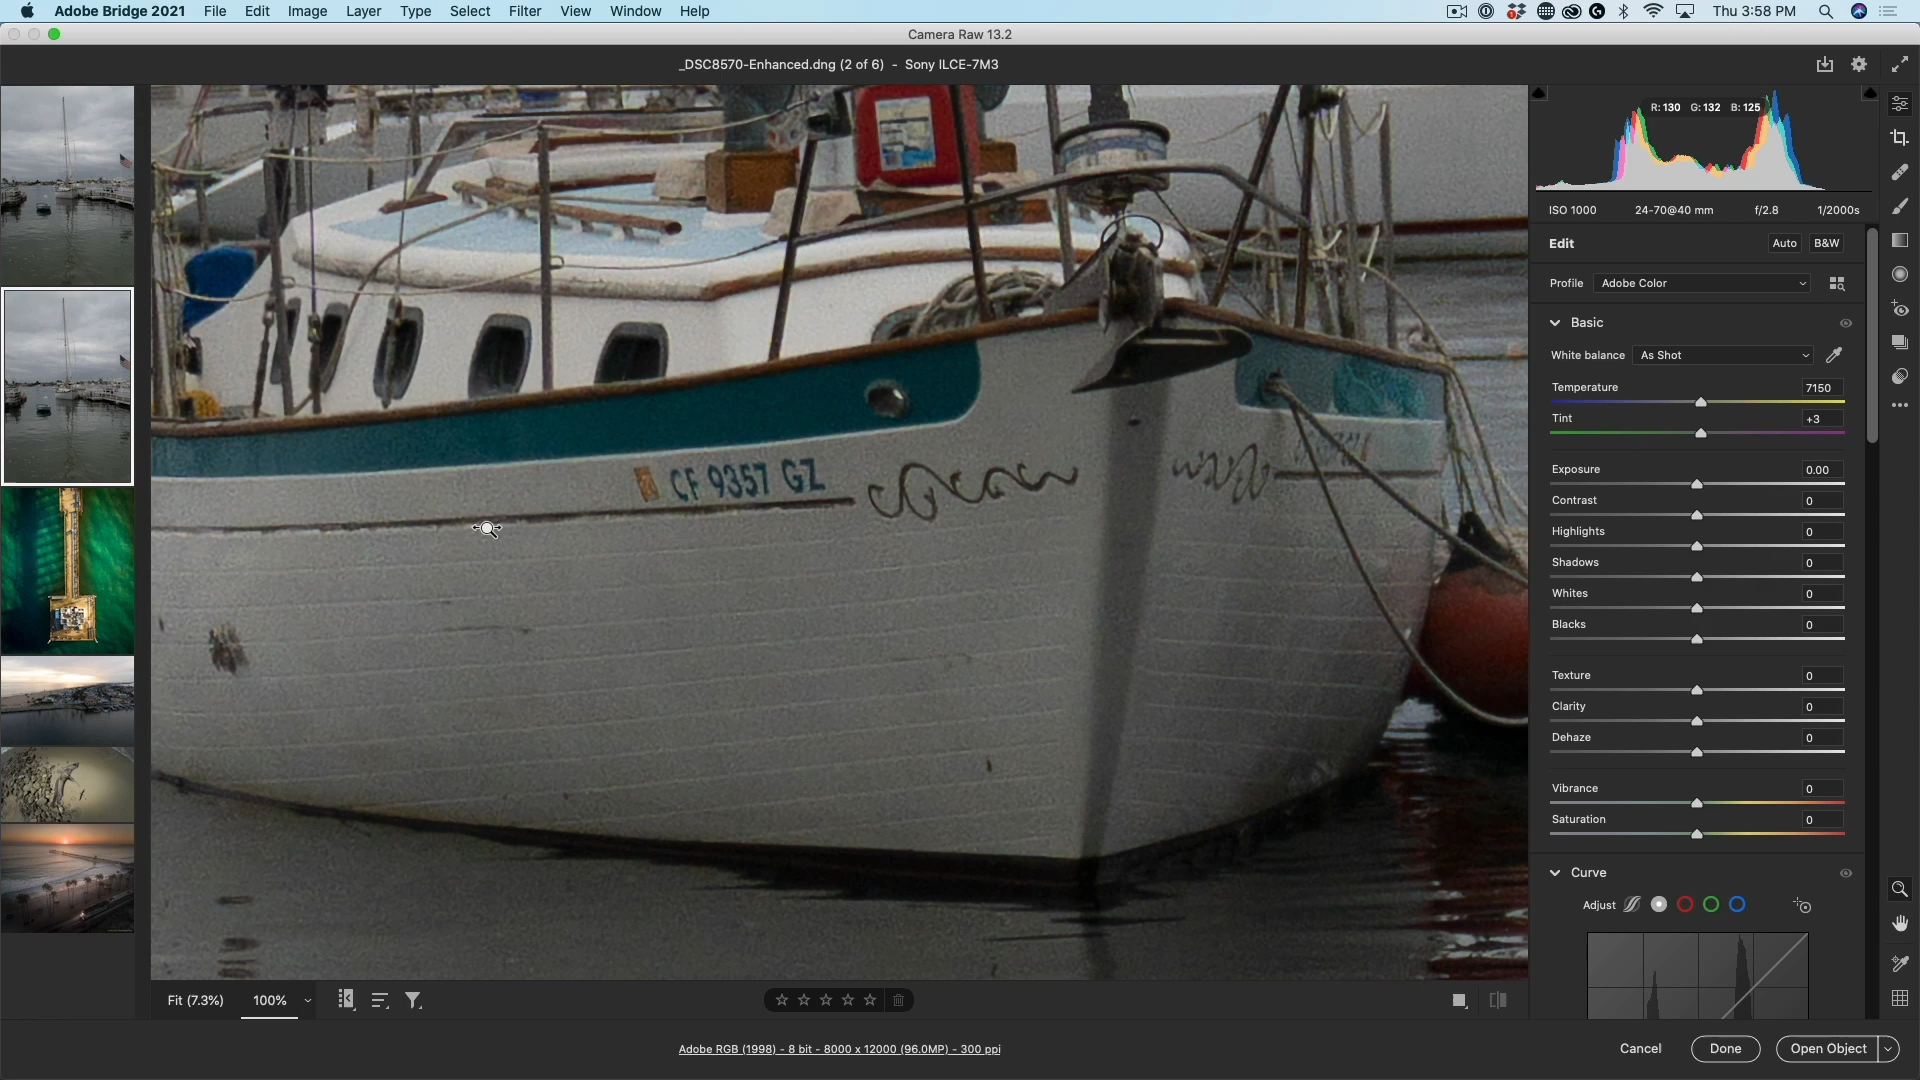 Adobe Bridge 2021 File Edit Image Layer Type Select Filter View Window Help Thu 3:58 PM
Camera Raw 13.2
_DSC8570-Enhanced.dng (2 of 6) - Sony ILCE-7M3
R: 130 G: 132 B: 125
ISO 1000 24-70@40 mm f/2.8 1/2000s
Edit Auto B&W
Profile Adobe Color
Basic
White balance As Shot
Temperature 7150
Tint +3
Exposure 0.00
Contrast 0
CF 9357 GZ
Highlights 0
Shadows 0
Whites 0
Blacks 0
Texture 0
Clarity 0
Dehaze 0
Vibrance 0
Saturation 0
Curve
Adjust
Fit (7.3%) 100%
Adobe RGB (1998) - 8 bit - 8000 x 12000 (96.0MP) - 300 ppi
Cancel Done Open Object